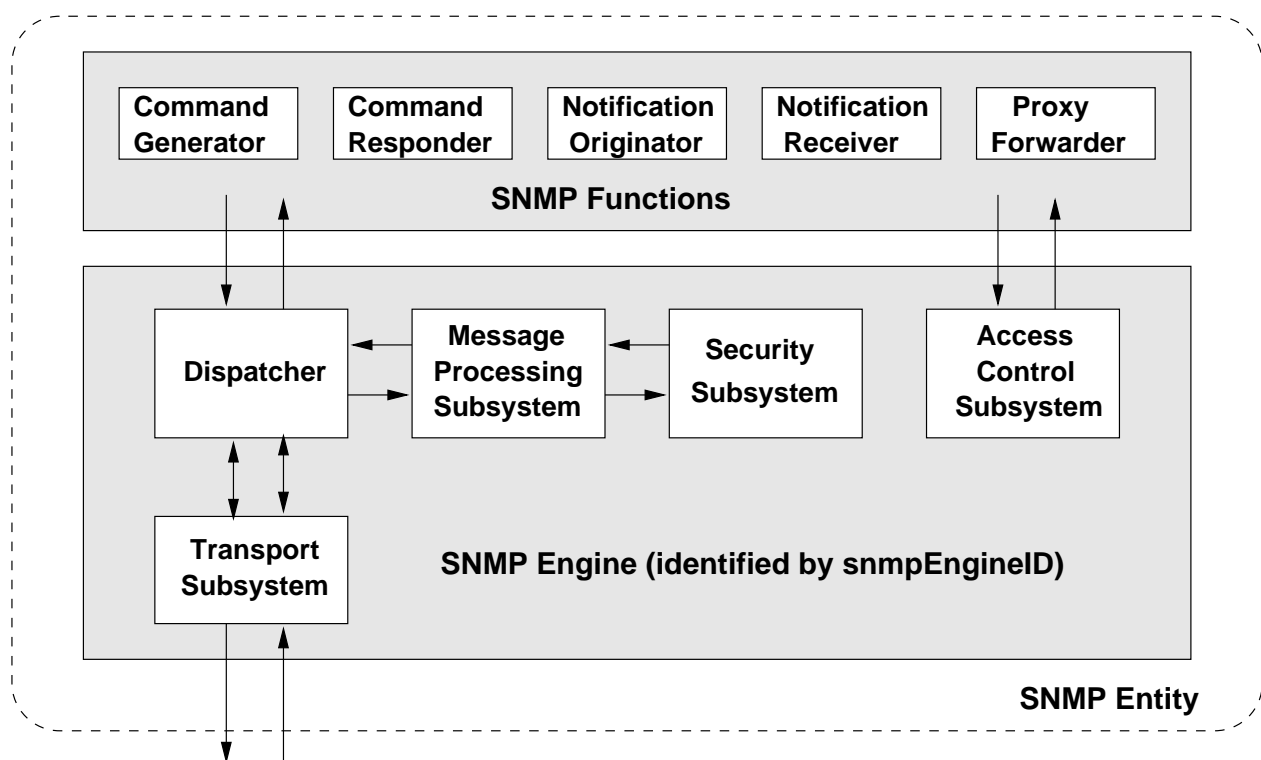 Command
Generator
Command
Responder
Notification
Originator
Notification
Receiver
Proxy
Forwarder
SNMP Functions
Dispatcher
Message
Processing
Subsystem
Security
Subsystem
Access
Control
Subsystem
Transport
Subsystem
SNMP Engine (identified by snmpEngineID)
SNMP Entity